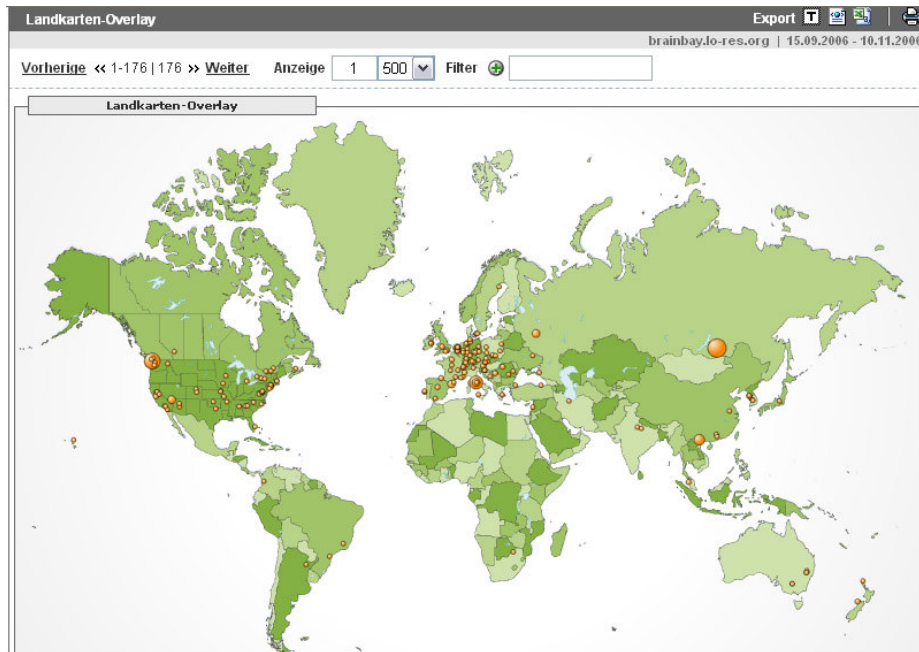 Landkarten-Overlay Export T
brainbay.lo-res.org | 15.09.2006 - 10.11.2006
Vorherige « 1-176 | 176 » Weiter Anzeige 1 500 Filter
Landkarten-Overlay